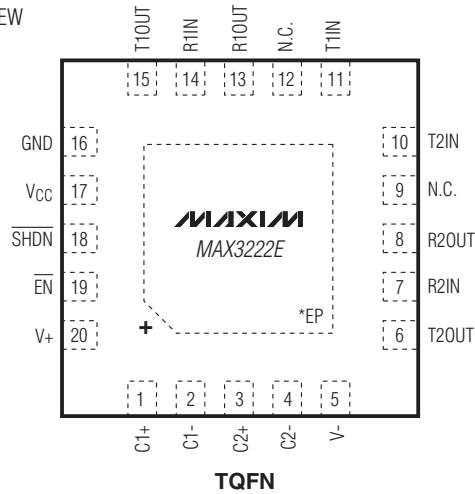 EW
T1OUT
R1IN
R1OUT
N.C.
T1IN
15 14 13 12 11
GND 16
VCC 17
SHDN 18
EN 19
V+ 20
10 T2IN
9 N.C.
8 R2OUT
7 R2IN
6 T2OUT
MAXIM
MAX3222E
*EP
+
1 2 3 4 5
C1+
C1-
C2+
C2-
V-
TQFN